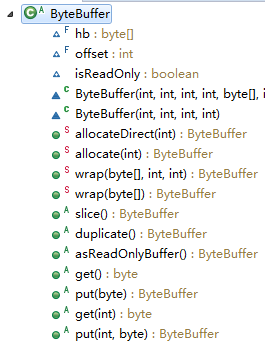 C A ByteBuffer
F hb : byte[]
F offset : int
isReadOnly : boolean
C ByteBuffer(int, int, int, int, byte[], i
C ByteBuffer(int, int, int, int)
S allocateDirect(int) : ByteBuffer
S allocate(int) : ByteBuffer
S wrap(byte[], int, int) : ByteBuffer
S wrap(byte[]) : ByteBuffer
A slice() : ByteBuffer
A duplicate() : ByteBuffer
A asReadOnlyBuffer() : ByteBuffer
A get() : byte
A put(byte) : ByteBuffer
A get(int) : byte
A put(int, byte) : ByteBuffer